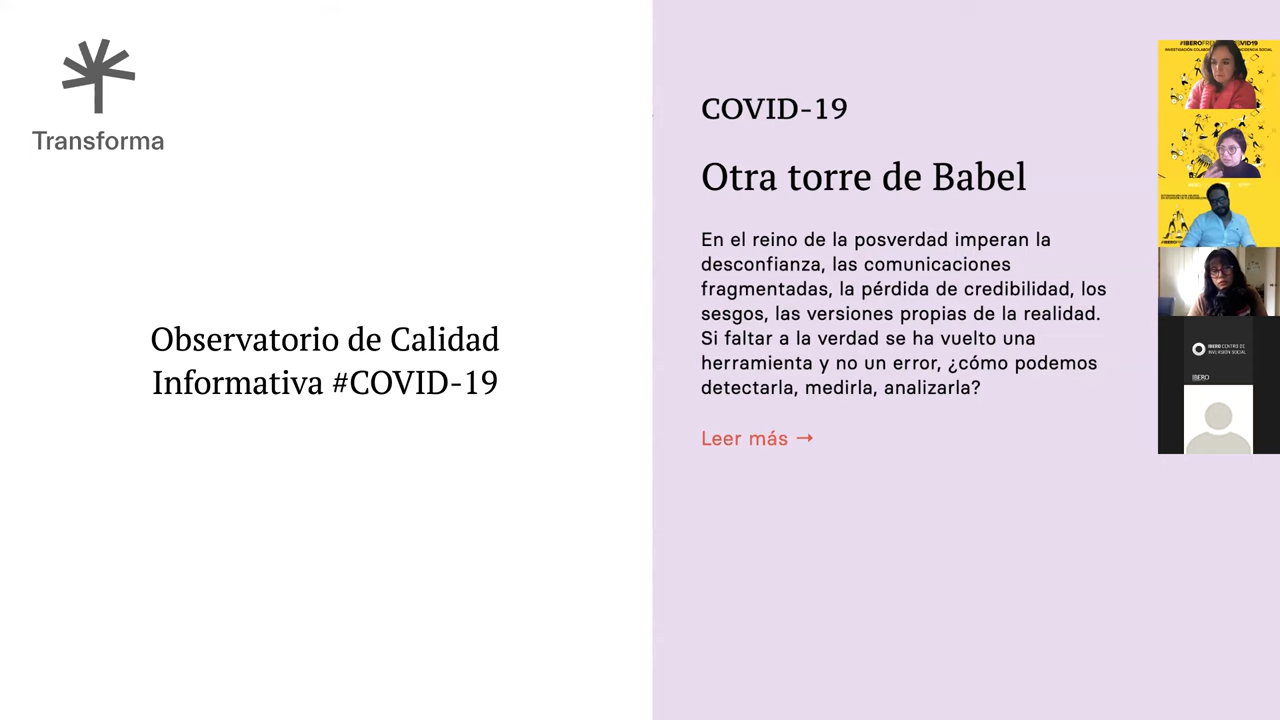 Transforma
Observatorio de Calidad
Informativa #COVID-19
COVID-19
Otra torre de Babel
En el reino de la posverdad imperan la
desconfianza, las comunicaciones
fragmentadas, la pérdida de credibilidad, los
sesgos, las versiones propias de la realidad.
Si faltar a la verdad se ha vuelto una
herramienta y no un error, ¿cómo podemos
detectarla, medirla, analizarla?
Leer más →
IBERO CENTRO DE
INVERSIÓN SOCIAL
IBERO